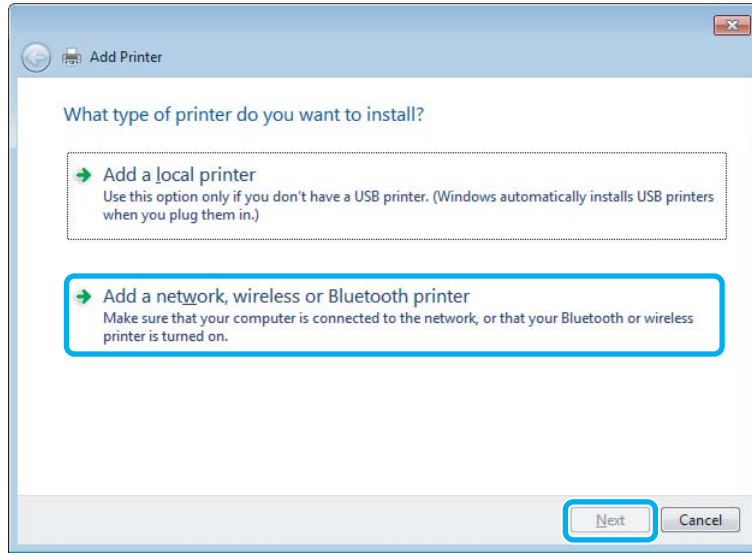 Add Printer
What type of printer do you want to install?
Add a local printer
Use this option only if you don't have a USB printer. (Windows automatically installs USB printers
when you plug them in.)
Add a network, wireless or Bluetooth printer
Make sure that your computer is connected to the network, or that your Bluetooth or wireless
printer is turned on.
Next
Cancel